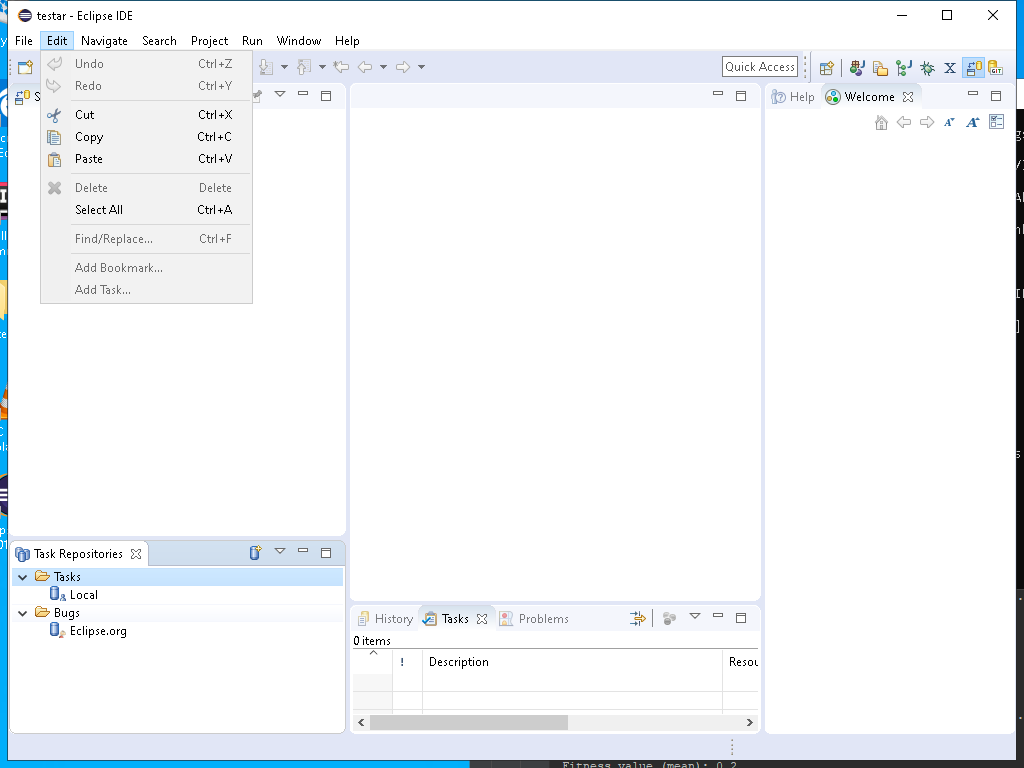 testar - Eclipse IDE
File Edit Navigate Search Project Run Window Help
Quick Access
GIT
Undo Ctrl+Z
Redo Ctrl+Y
Cut Ctrl+X
Copy Ctrl+C
Paste Ctrl+V
Delete Delete
Select All Ctrl+A
Find/Replace... Ctrl+F
Add Bookmark...
Add Task...
Help Welcome
Task Repositories
Tasks
Local
Bugs
Eclipse.org
History Tasks Problems
0 items
! Description Resou
Fitness value (mean): 0.2